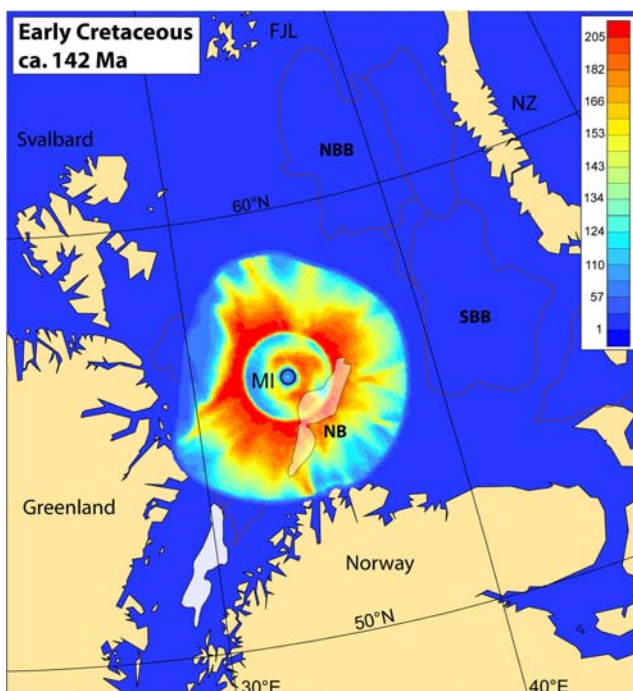 Early Cretaceous
ca. 142 Ma
FJL
205
182
166
153
143
134
124
110
57
1
NZ
Svalbard
NBB
60°N
SBB
MI
NB
Greenland
Norway
50°N
30°E
40°E